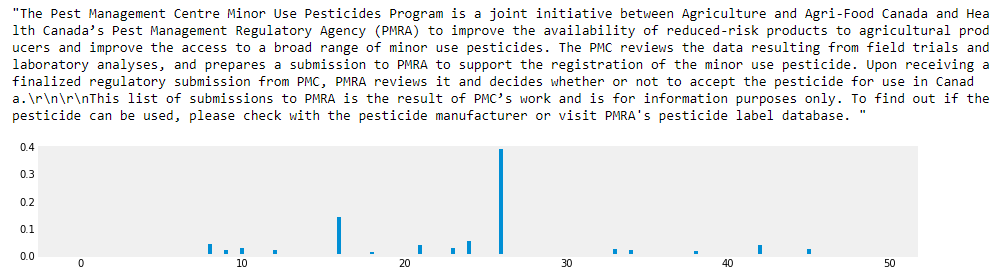 "The Pest Management Centre Minor Use Pesticides Program is a joint initiative between Agriculture and Agri-Food Canada and Hea
lth Canada’s Pest Management Regulatory Agency (PMRA) to improve the availability of reduced-risk products to agricultural prod
ucers and improve the access to a broad range of minor use pesticides. The PMC reviews the data resulting from field trials and
laboratory analyses, and prepares a submission to PMRA to support the registration of the minor use pesticide. Upon receiving a
finalized regulatory submission from PMC, PMRA reviews it and decides whether or not to accept the pesticide for use in Canad
a.\r\n\r\nThis list of submissions to PMRA is the result of PMC’s work and is for information purposes only. To find out if the
pesticide can be used, please check with the pesticide manufacturer or visit PMRA's pesticide label database. "
0.4
0.3
0.2
0.1
0.0
0 10 20 30 40 50